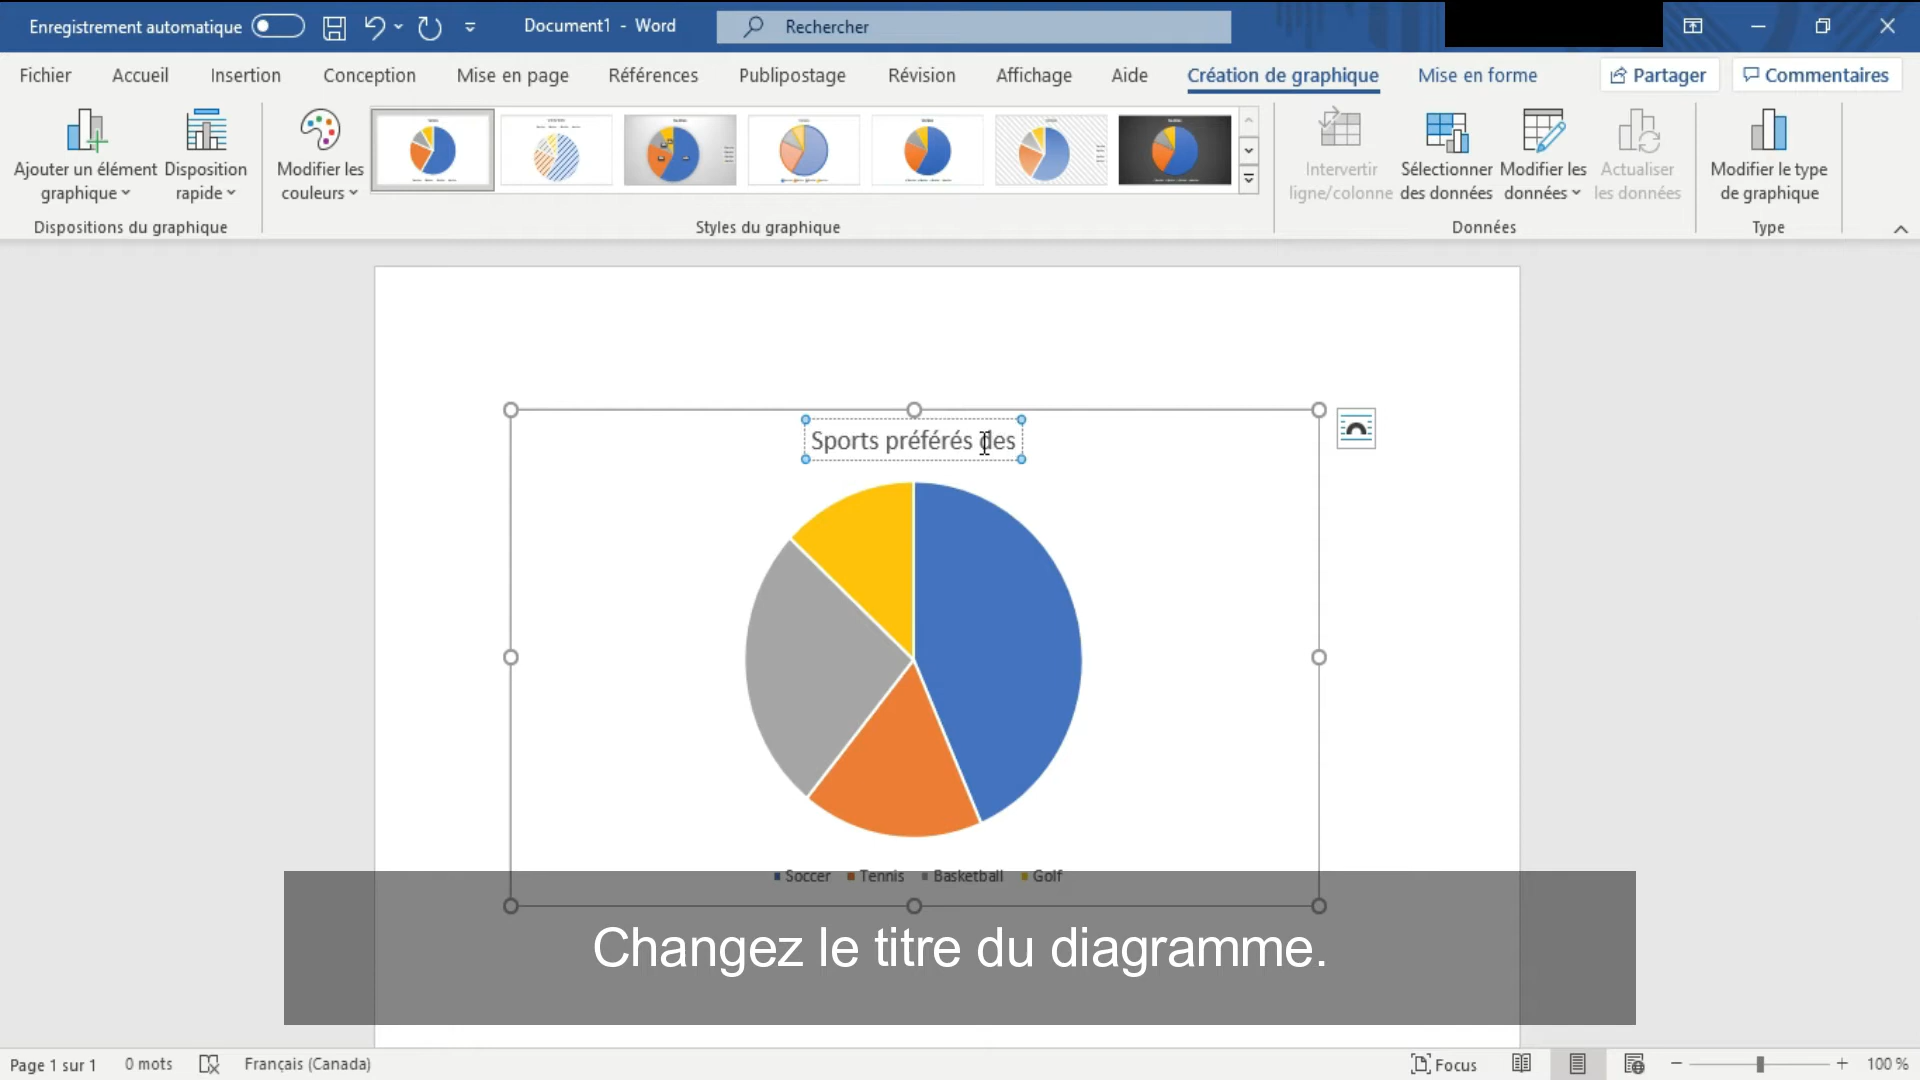 Enregistrement automatique
Document1 - Word
Rechercher
Fichier Accueil Insertion Conception Mise en page Références Publipostage Révision Affichage Aide Création de graphique Mise en forme Partager Commentaires
Ajouter un élément graphique
Disposition rapide
Modifier les couleurs
Intervertir ligne/colonne
Sélectionner des données
Modifier les données
Actualiser les données
Modifier le type de graphique
Dispositions du graphique
Styles du graphique
Données
Type
Sports préférés des
Soccer Tennis Basketball Golf
Changez le titre du diagramme.
Page 1 sur 1 0 mots Français (Canada) Focus 100 %